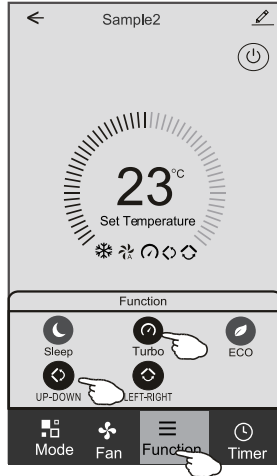 Sample2
23°C
Set Temperature
A
Function
Sleep Turbo ECO
UP-DOWN LEFT-RIGHT
Mode Fan Function Timer